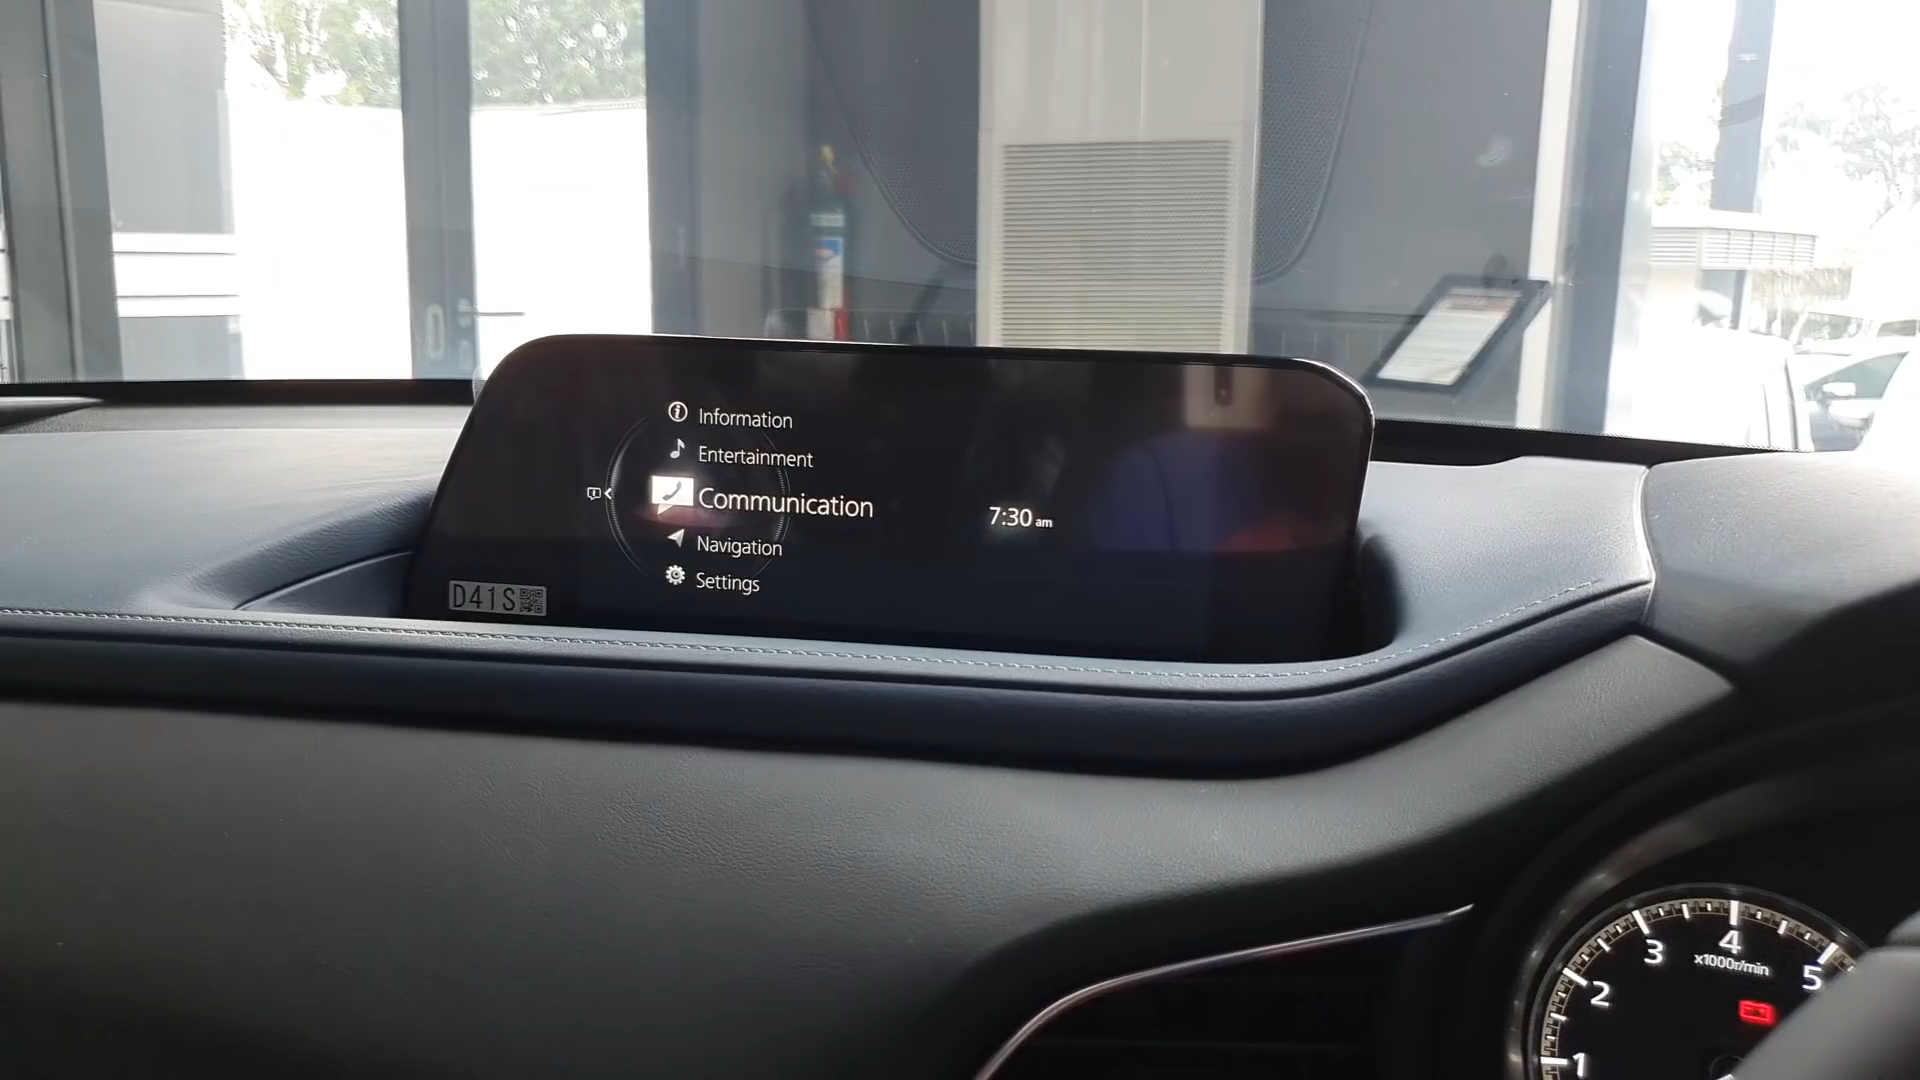 Information
Entertainment
Communication
7:30 am
Navigation
Settings
D41S
3
4
5
x1000r/min
2
1